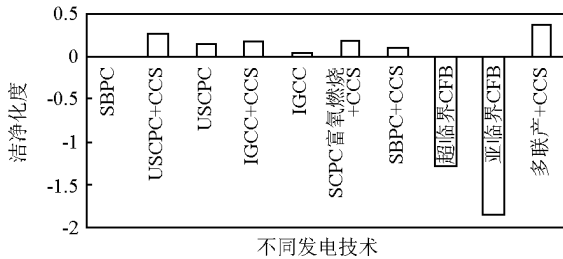 0.5
0
-0.5
-1
-1.5
-2
洁净化度
SBPC
USCPC+CCS
USCPC
IGCC+CCS
IGCC
SCPC富氧燃烧
+CCS
SBPC+CCS
超临界CFB
亚临界CFB
多联产+CCS
不同发电技术